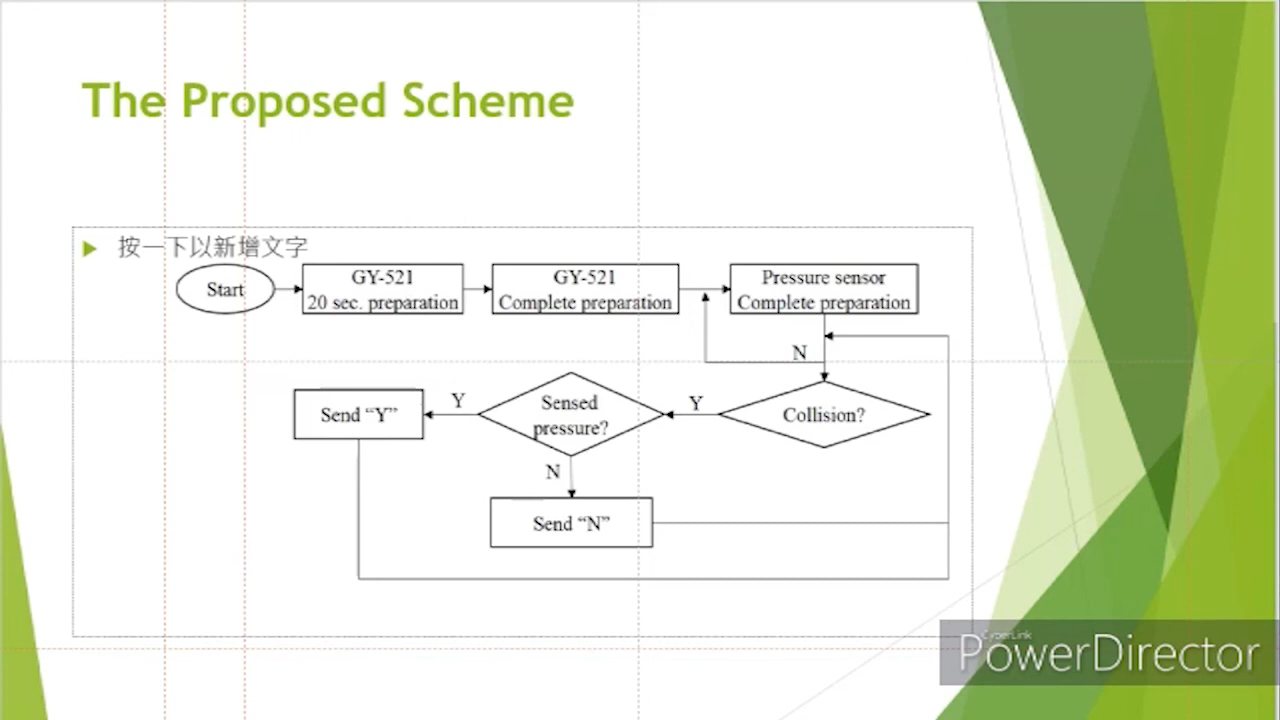 The Proposed Scheme
按一下以新增文字
Start
GY-521
20 sec. preparation
GY-521
Complete preparation
Pressure sensor
Complete preparation
N
Send “Y”
Y
Sensed
pressure?
Y
Collision?
N
Send “N”
CyberLink
PowerDirector